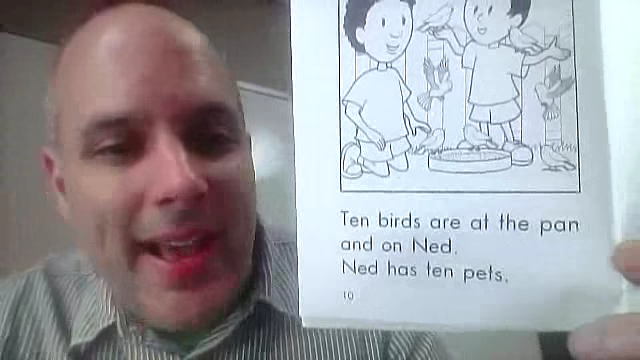 Ten birds are at the pan
and on Ned.
Ned has ten pets.
10